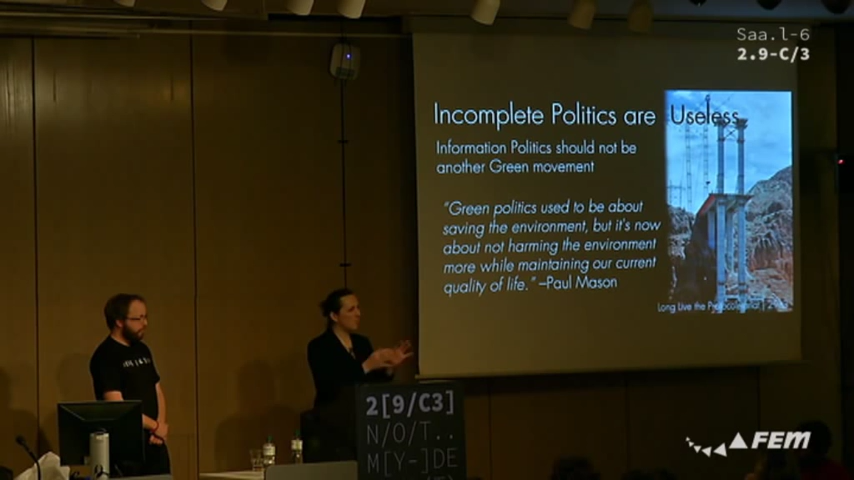 Saa.l-6
2.9-C/3
Incomplete Politics are Useless
Information Politics should not be
another Green movement
"Green politics used to be about
saving the environment, but it's now
about not harming the environment
more while maintaining our current
quality of life." –Paul Mason
Long Live the
2[9/C3]
N/O/T..
M[Y-]DE
FEM